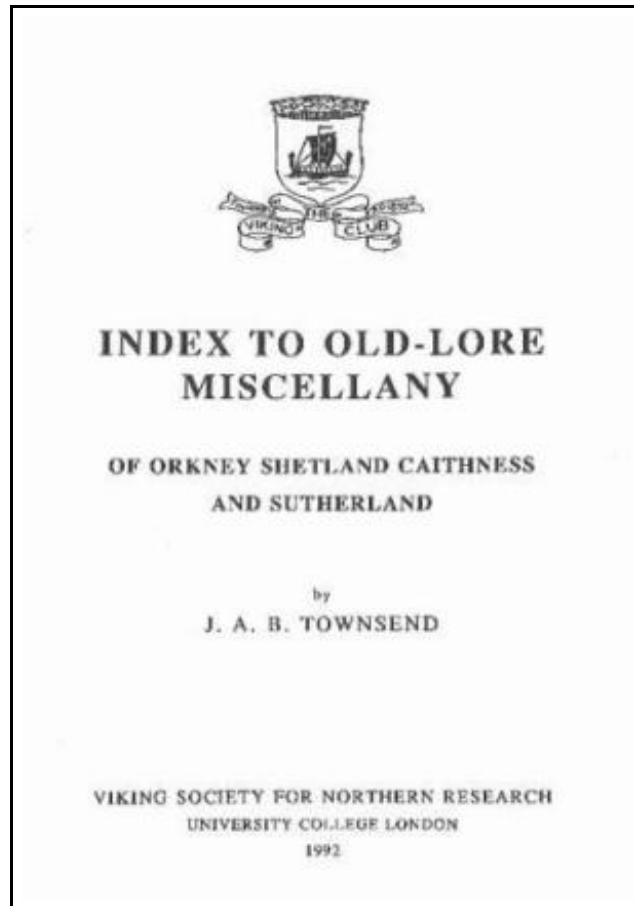 THE
VIKING CLUB
INDEX TO OLD-LORE
MISCELLANY
OF ORKNEY SHETLAND CAITHNESS
AND SUTHERLAND
by
J. A. B. TOWNSEND
VIKING SOCIETY FOR NORTHERN RESEARCH
UNIVERSITY COLLEGE LONDON
1992